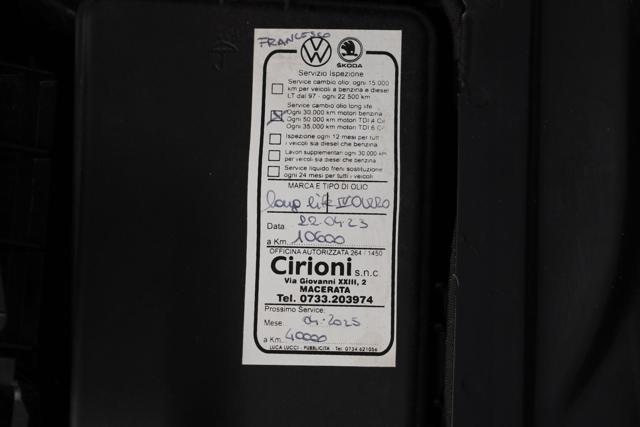 FRANCESCO
ŠKODA
Servizio Ispezione
Service cambio olio: ogni 15.000
km per veicoli a benzina e diesel
LT dal 97 - ogni 22.500 km
Service cambio olio long life
Ogni 30.000 km motori benzina
Ogni 50.000 km motori TDI 4 Cil
Ogni 35.000 km motori TDI 6 Cil
Ispezione ogni 12 mesi per tutti
i veicoli sia diesel che benzina
Lavori supplementari ogni 30.000 km
per veicoli sia diesel che benzina
Service liquido freni sostituzione
ogni 24 mesi per tutti i veicoli
MARCA E TIPO DI OLIO
long life IV
Data: 22.04.23
a Km. 10600
OFFICINA AUTORIZZATA 264 / 1450
Cirioni s.n.c.
Via Giovanni XXIII, 2
MACERATA
Tel. 0733.203974
Prossimo Service:
Mese: 04.2025
a Km. 40000
LUCA LUCCI - PUBBLICITÀ - Tel. 0734.621056